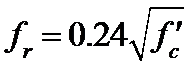 f_r = 0.24√f'_c